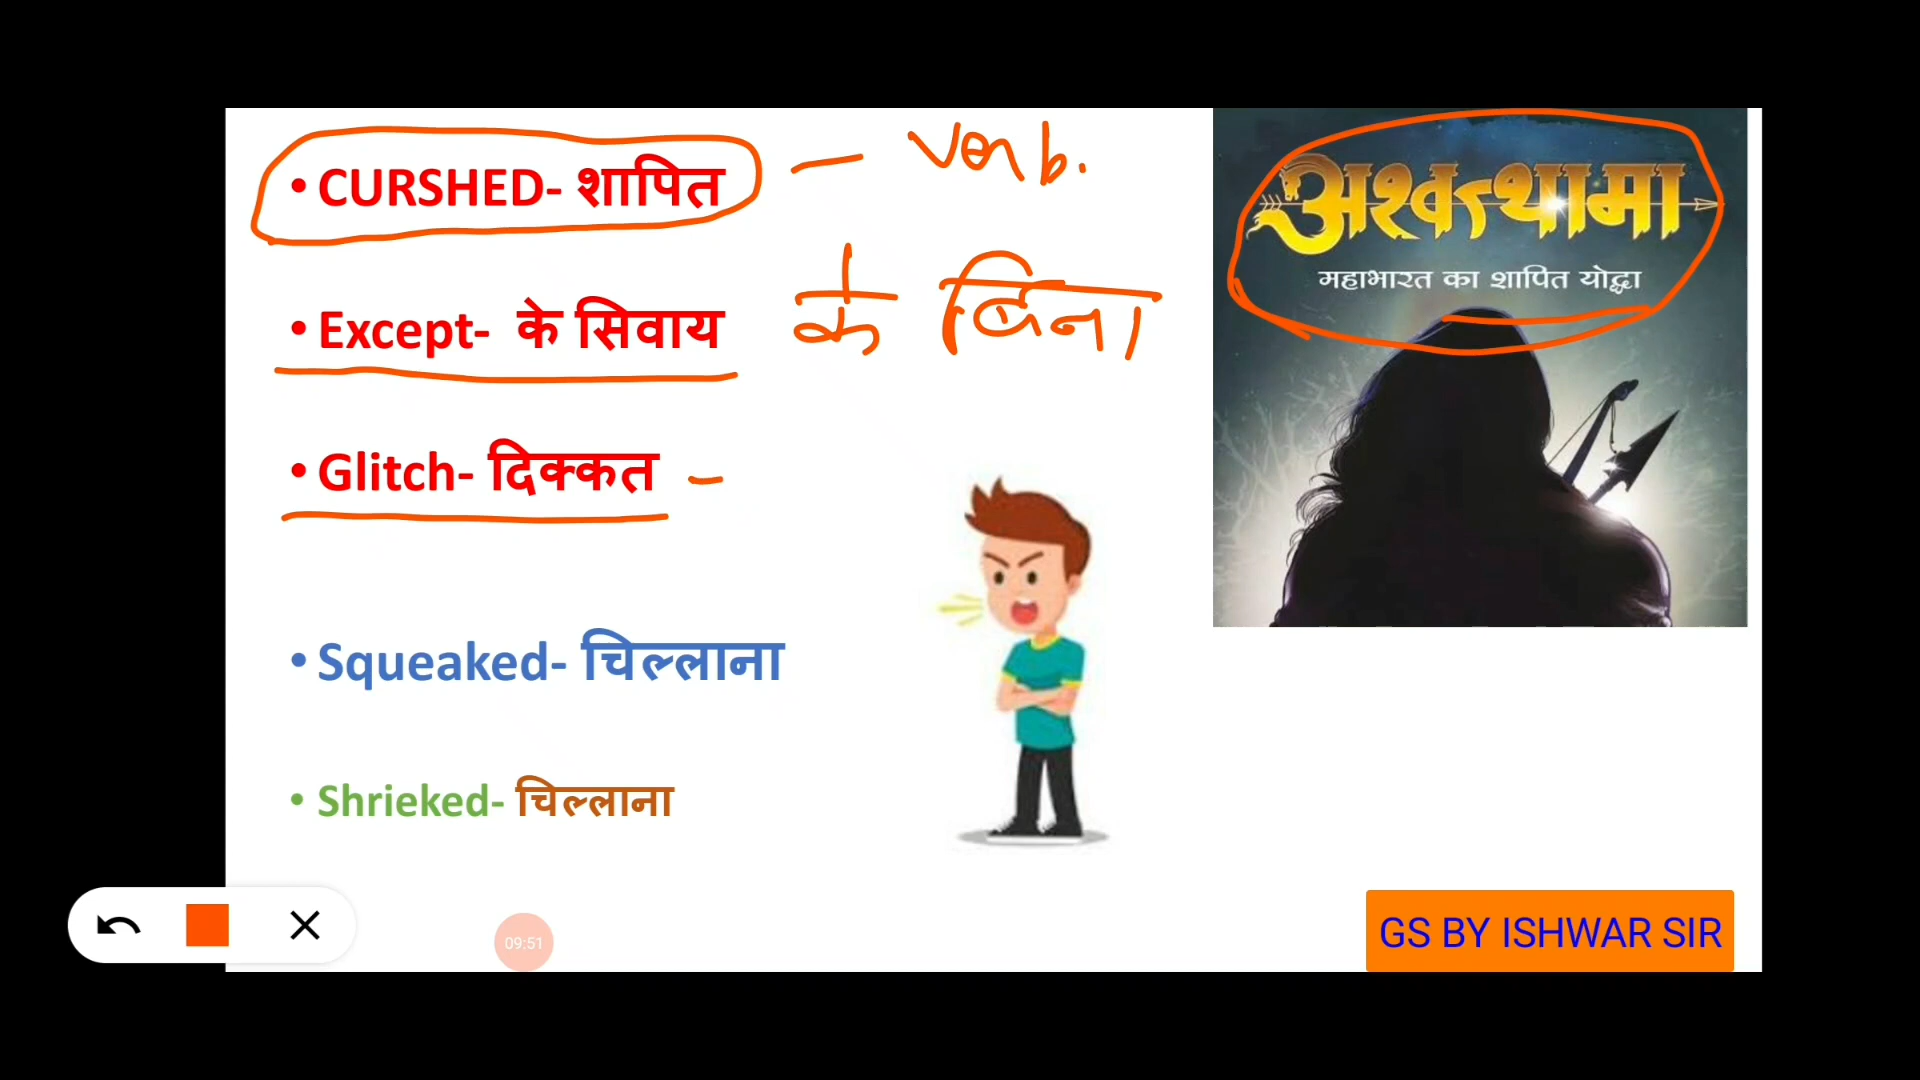 • CURSHED- शापित - Verb.
• Except- के सिवाय के बिना
• Glitch- दिक्कत -
• Squeaked- चिल्लाना
• Shrieked- चिल्लाना
अश्वत्थामा
महाभारत का शापित योद्धा
09:51
GS BY ISHWAR SIR